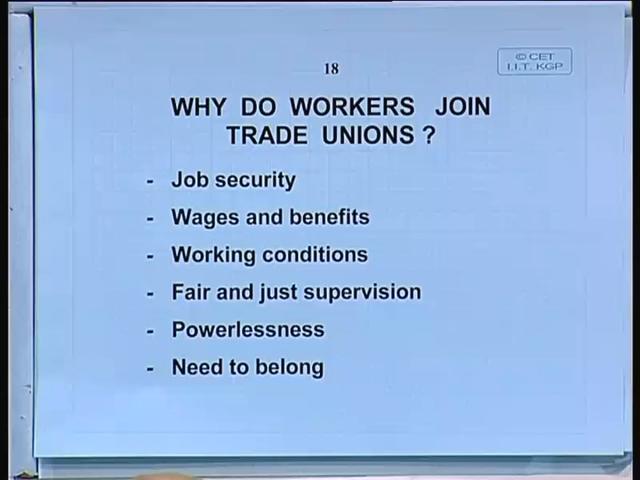 © CET
I.I.T. KGP
18
WHY DO WORKERS JOIN
TRADE UNIONS ?
- Job security
- Wages and benefits
- Working conditions
- Fair and just supervision
- Powerlessness
- Need to belong